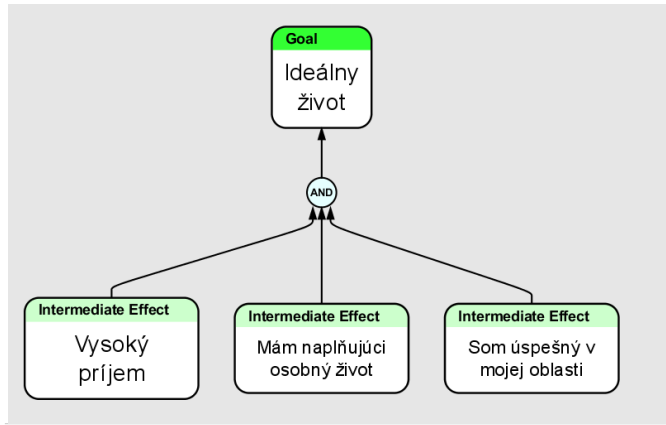 Goal
Ideálny
život
AND
Intermediate Effect
Vysoký
príjem
Intermediate Effect
Mám naplňujúci
osobný život
Intermediate Effect
Som úspešný v
mojej oblasti